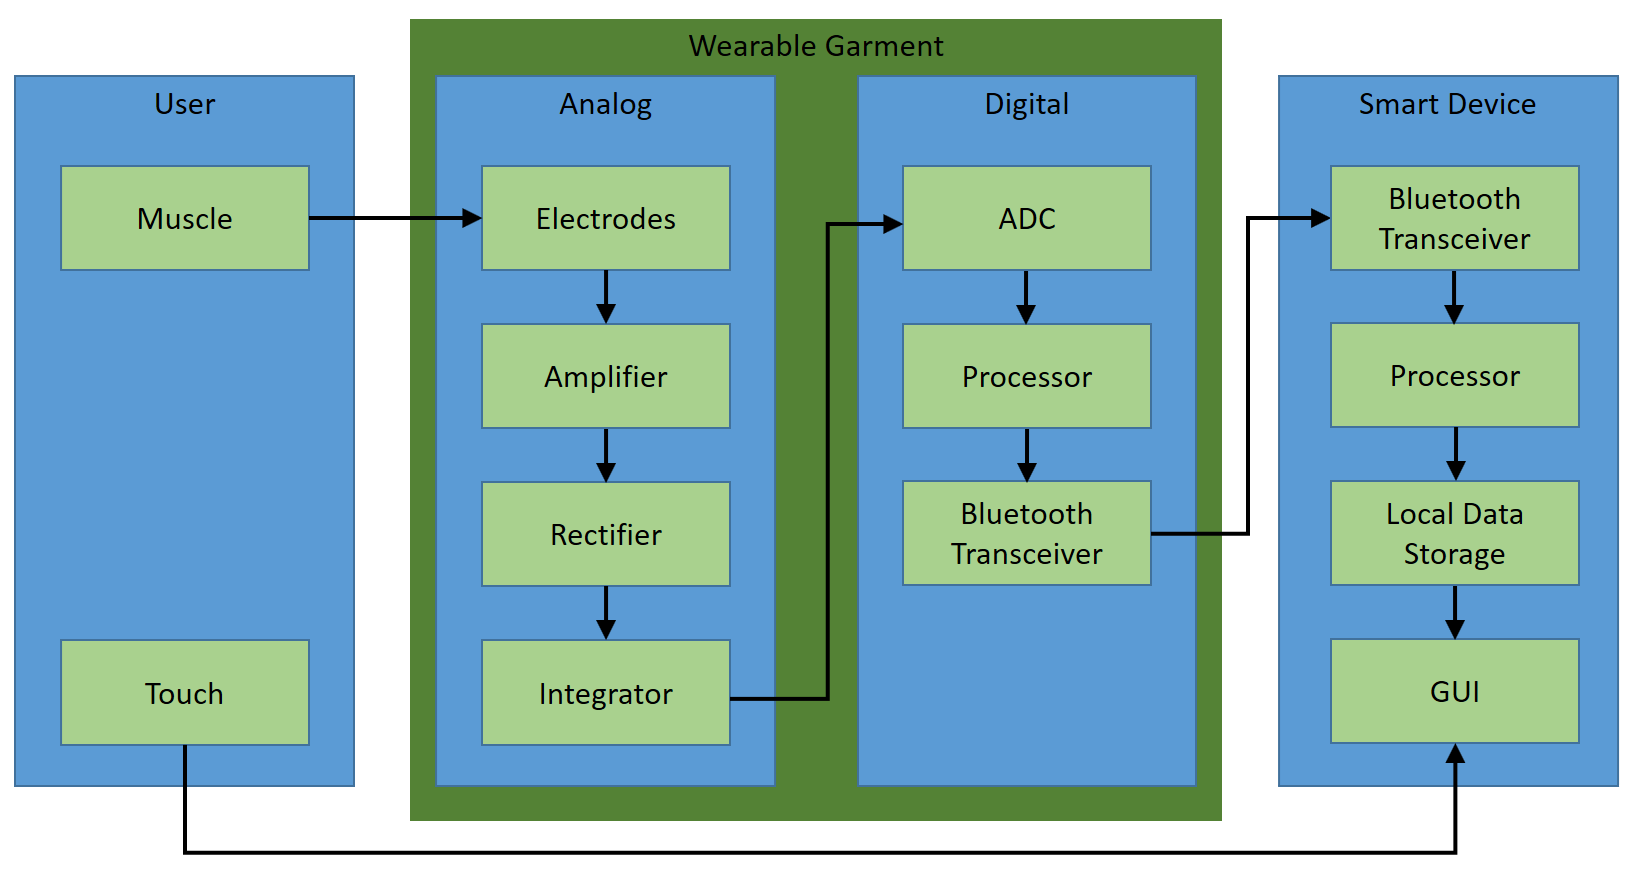 Wearable Garment
User
Muscle
Touch
Analog
Electrodes
Amplifier
Rectifier
Integrator
Digital
ADC
Processor
Bluetooth
Transceiver
Smart Device
Bluetooth
Transceiver
Processor
Local Data
Storage
GUI